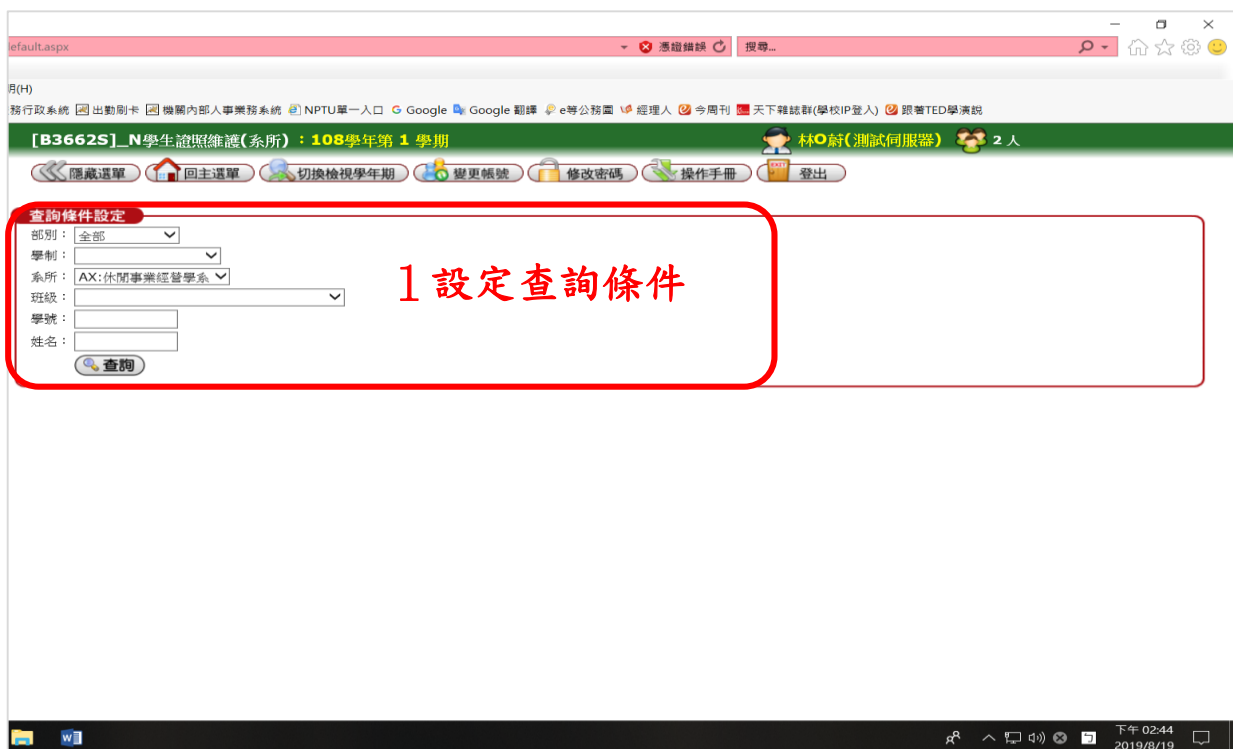 efault.aspx
憑證錯誤
搜尋...
明(H)
務行政系統 出勤刷卡 機關內部人事業務系統 NPTU單一入口 Google Google 翻譯 e等公務園 經理人 今周刊 天下雜誌群(學校IP登入) 跟著TED學演說
[B3662S]_N學生證照維護(系所)：108學年第 1 學期
林O蔚(測試伺服器) 2 人
隱藏選單 回主選單 切換檢視學年期 變更帳號 修改密碼 操作手冊 EXIT 登出
查詢條件設定
部別： 全部
學制：
系所： AX:休閒事業經營學系
班級：
學號：
姓名：
查詢
1 設定查詢條件
下午 02:44
2019/8/19